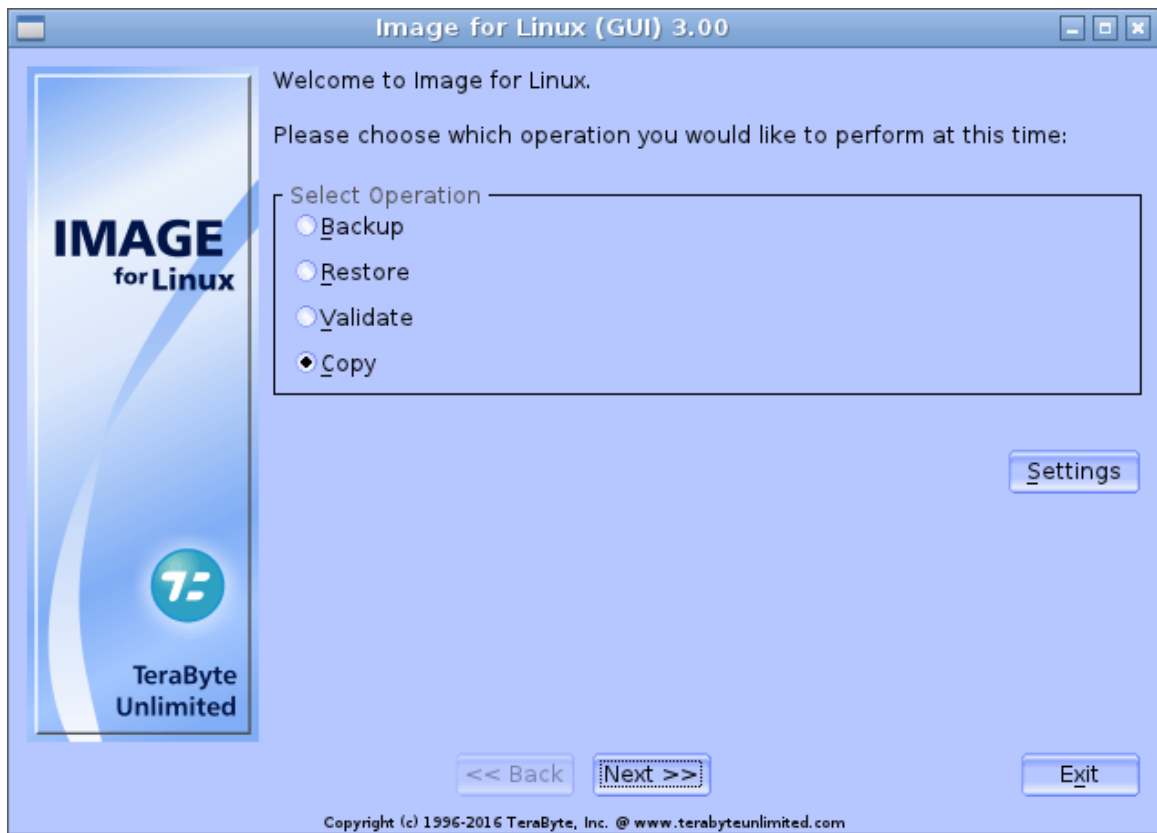 Image for Linux (GUI) 3.00
Welcome to Image for Linux.
Please choose which operation you would like to perform at this time:
Select Operation
Backup
Restore
Validate
Copy
Settings
IMAGE
for Linux
TeraByte
Unlimited
<< Back
Next >>
Exit
Copyright (c) 1996-2016 TeraByte, Inc. @ www.terabyteunlimited.com